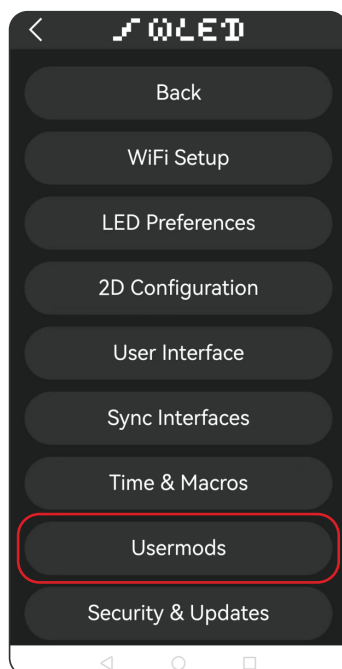 WLED
Back
WiFi Setup
LED Preferences
2D Configuration
User Interface
Sync Interfaces
Time & Macros
Usermods
Security & Updates